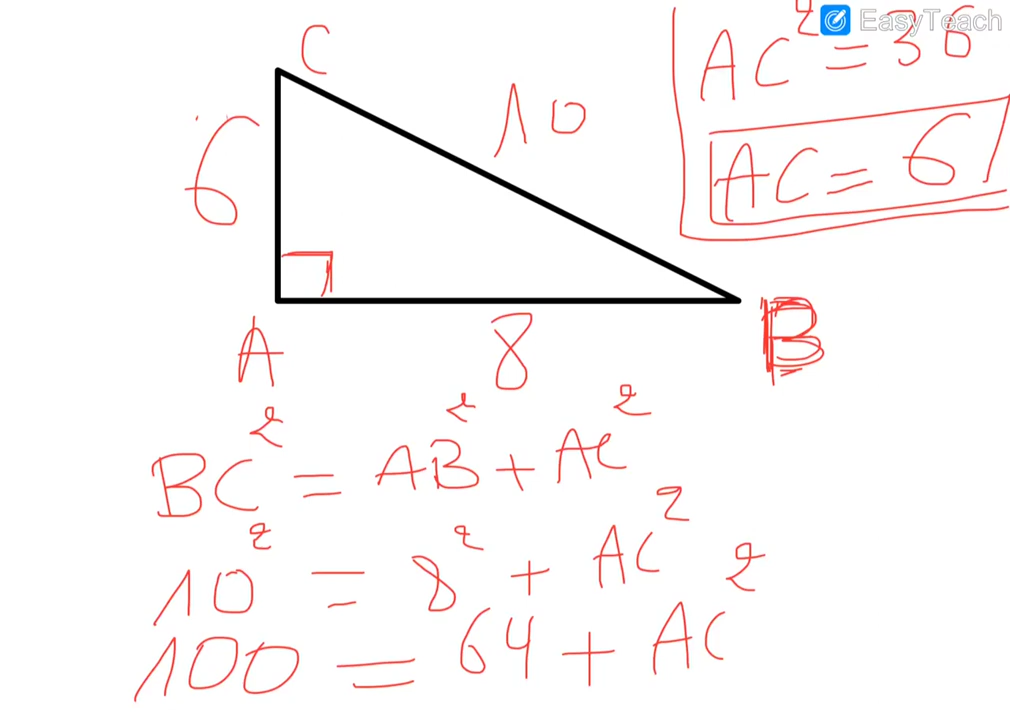 EasyTeach
AC² = 36
AC = 6
C
10
6
A
8
B
BC² = AB² + AC²
10² = 8² + AC²
100 = 64 + AC²